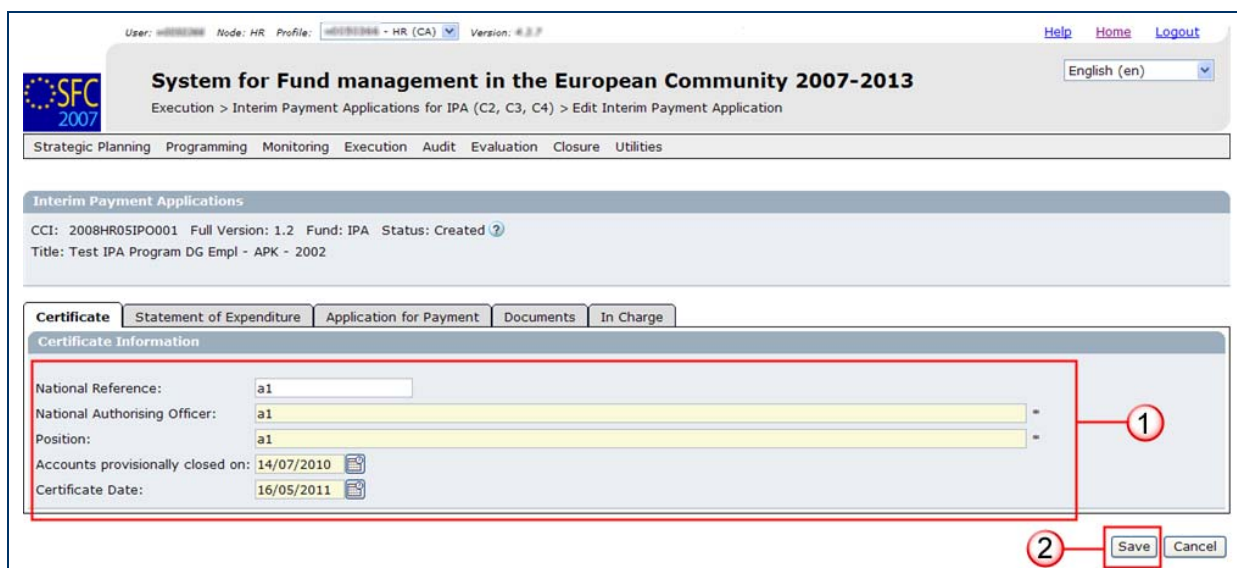 User: Node: HR Profile: - HR (CA) Version:
Help Home Logout
SFC
2007
System for Fund management in the European Community 2007-2013
English (en)
Execution > Interim Payment Applications for IPA (C2, C3, C4) > Edit Interim Payment Application
Strategic Planning Programming Monitoring Execution Audit Evaluation Closure Utilities
Interim Payment Applications
CCI: 2008HR05IPO001 Full Version: 1.2 Fund: IPA Status: Created ?
Title: Test IPA Program DG Empl - APK - 2002
Certificate Statement of Expenditure Application for Payment Documents In Charge
Certificate Information
National Reference: a1
National Authorising Officer: a1
Position: a1
1
Accounts provisionally closed on: 14/07/2010
Certificate Date: 16/05/2011
2 Save Cancel